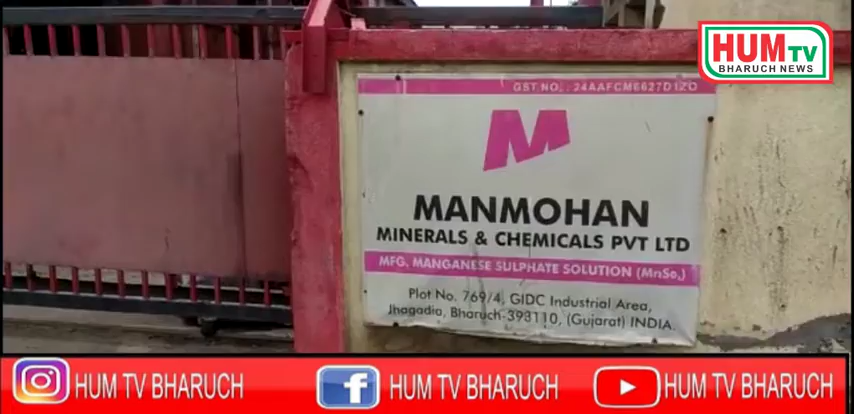 HUM TV
BHARUCH NEWS
GST.NO. : 24AAFCM6627D1ZO
M
MANMOHAN
MINERALS & CHEMICALS PVT LTD
MFG. MANGANESE SULPHATE SOLUTION (MnSo₄)
Plot No. 769/4, GIDC Industrial Area,
Jhagadia, Bharuch-393110, (Gujarat) INDIA.
HUM TV BHARUCH HUM TV BHARUCH HUM TV BHARUCH